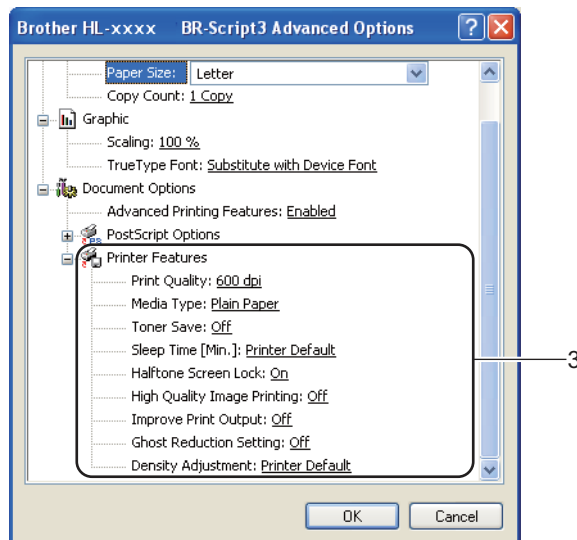 Brother HL-xxxx BR-Script3 Advanced Options
Paper Size: Letter
Copy Count: 1 Copy
Graphic
Scaling: 100 %
TrueType Font: Substitute with Device Font
Document Options
Advanced Printing Features: Enabled
PS PostScript Options
Printer Features
Print Quality: 600 dpi
Media Type: Plain Paper
Toner Save: Off
Sleep Time [Min.]: Printer Default
3
Halftone Screen Lock: On
High Quality Image Printing: Off
Improve Print Output: Off
Ghost Reduction Setting: Off
Density Adjustment: Printer Default
OK Cancel